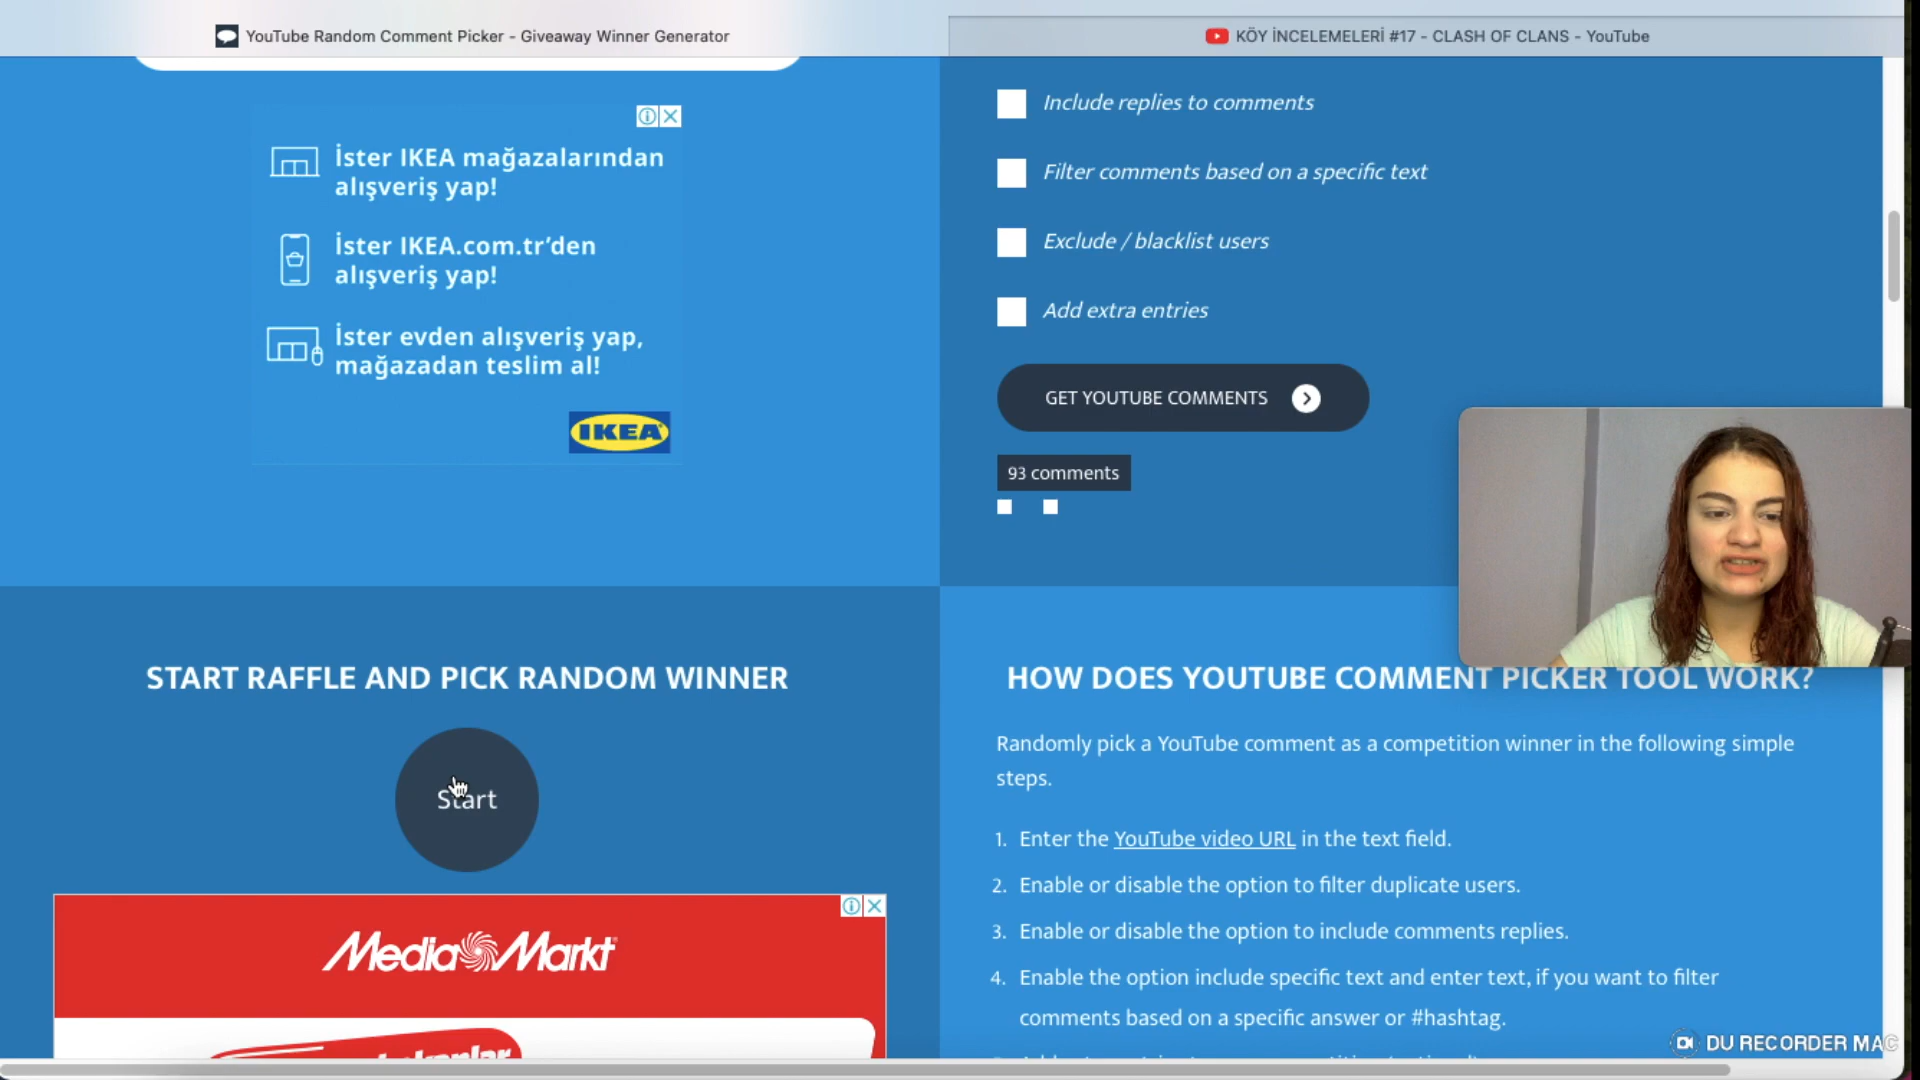 YouTube Random Comment Picker - Giveaway Winner Generator
KÖY İNCELEMELERİ #17 - CLASH OF CLANS - YouTube
İster IKEA mağazalarından
alışveriş yap!
İster IKEA.com.tr’den
alışveriş yap!
İster evden alışveriş yap,
mağazadan teslim al!
IKEA
Include replies to comments
Filter comments based on a specific text
Exclude / blacklist users
Add extra entries
GET YOUTUBE COMMENTS
93 comments
START RAFFLE AND PICK RANDOM WINNER
Start
MediaMarkt
HOW DOES YOUTUBE COMMENT PICKER TOOL WORK?
Randomly pick a YouTube comment as a competition winner in the following simple
steps.
1. Enter the YouTube video URL in the text field.
2. Enable or disable the option to filter duplicate users.
3. Enable or disable the option to include comments replies.
4. Enable the option include specific text and enter text, if you want to filter
comments based on a specific answer or #hashtag.
DU RECORDER MAC